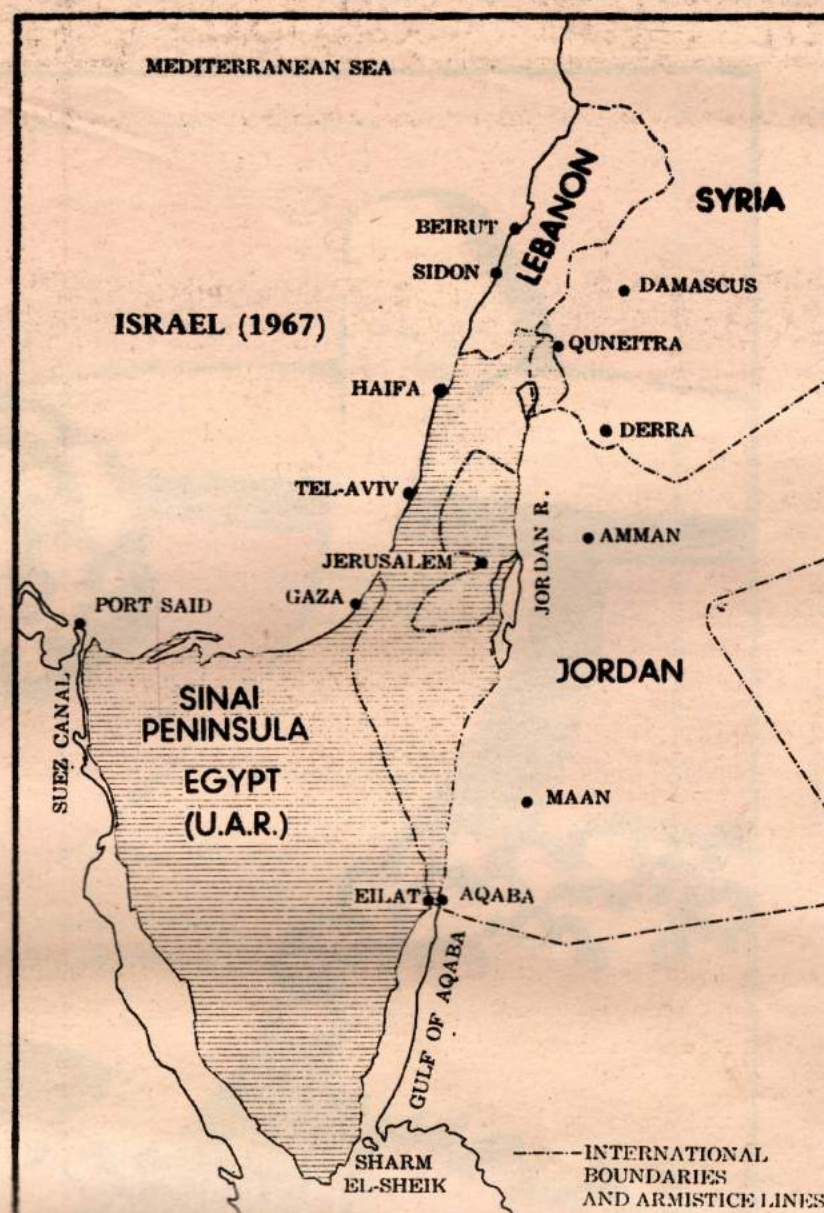 MEDITERRANEAN SEA
LEBANON
SYRIA
BEIRUT
SIDON
DAMASCUS
ISRAEL (1967)
QUNEITRA
HAIFA
DERRA
TEL-AVIV
JORDAN R.
AMMAN
JERUSALEM
GAZA
PORT SAID
JORDAN
SINAI
PENINSULA
EGYPT
(U.A.R.)
SUEZ CANAL
MAAN
EILAT
AQABA
GULF OF AQABA
SHARM
EL-SHEIK
INTERNATIONAL
BOUNDARIES
AND ARMISTICE LINES